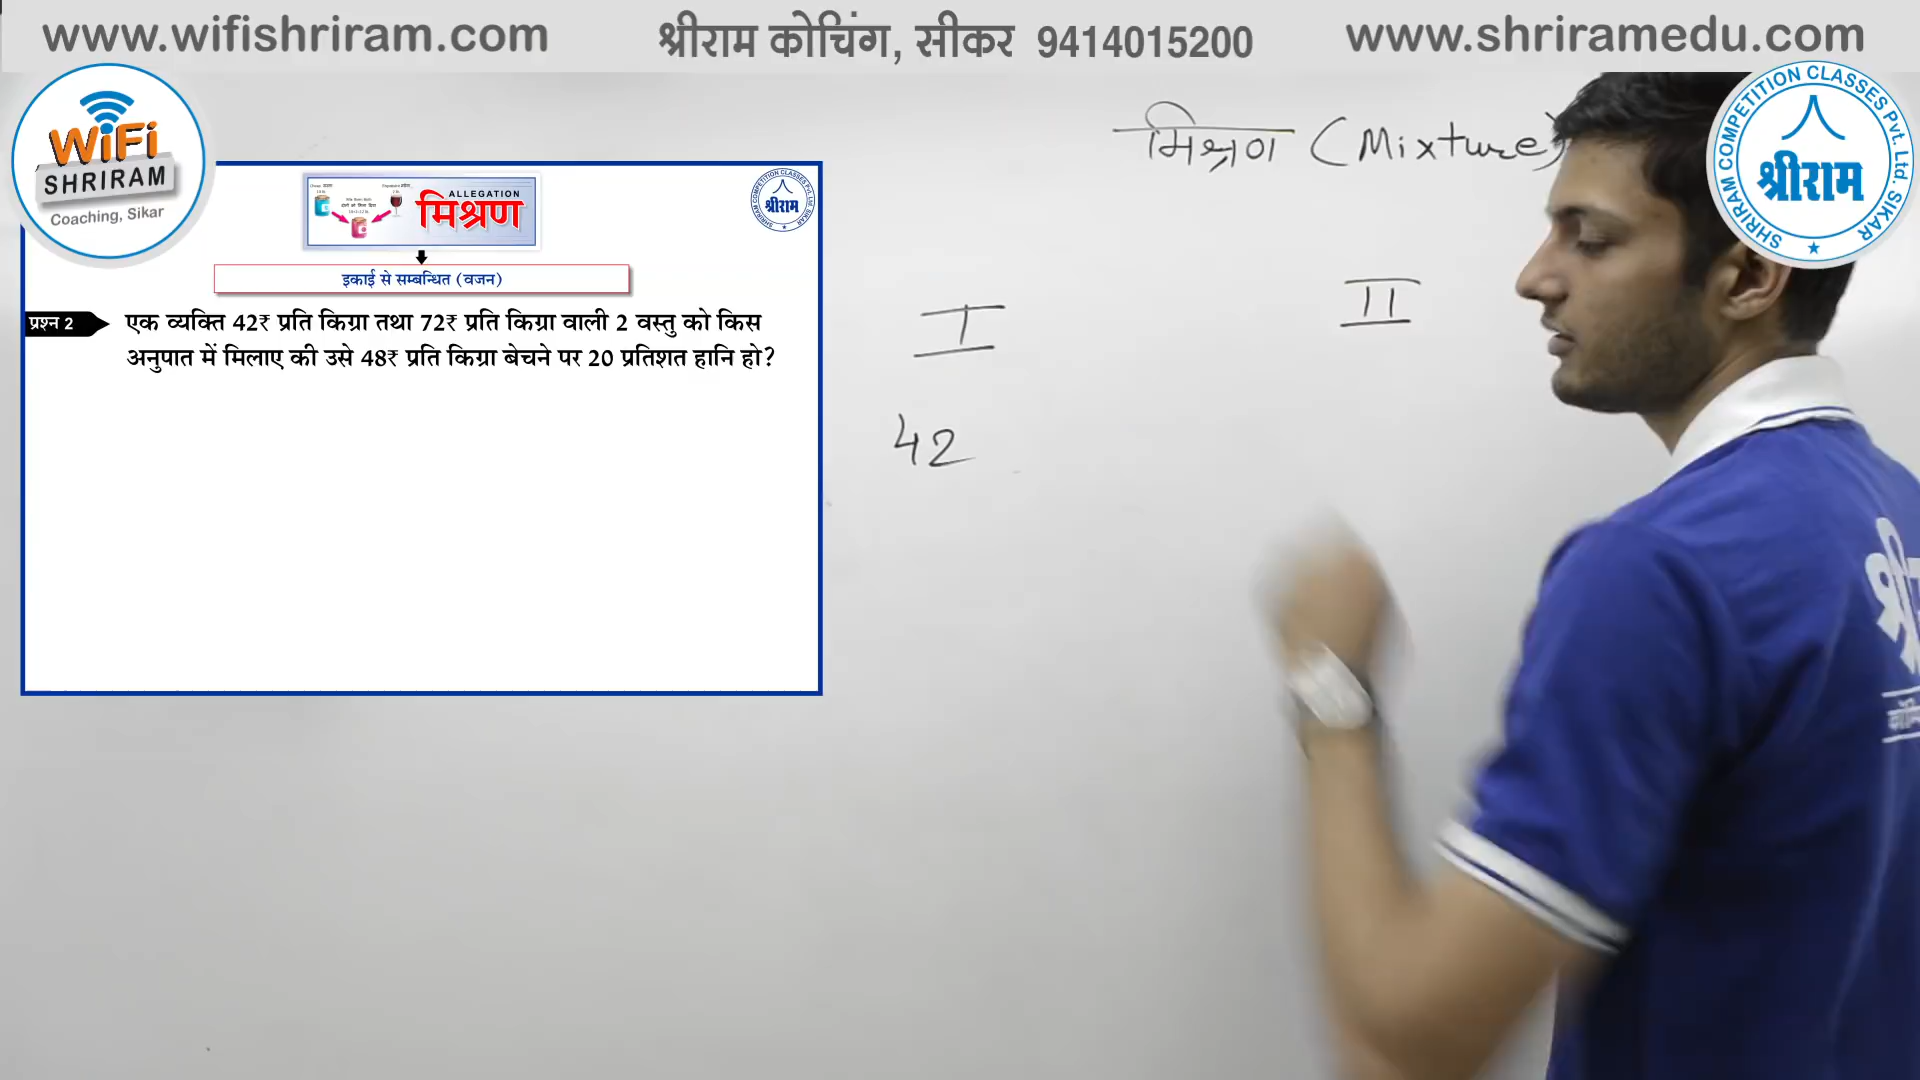 www.wifishriram.com श्रीराम कोचिंग, सीकर 9414015200 www.shriramedu.com
WiFi
SHRIRAM
Coaching, Sikar
ALLEGATION
मिश्रण
श्रीराम
इकाई से सम्बन्धित (वजन)
प्रश्न 2
एक व्यक्ति 42₹ प्रति किग्रा तथा 72₹ प्रति किग्रा वाली 2 वस्तु को किस
अनुपात में मिलाए की उसे 48₹ प्रति किग्रा बेचने पर 20 प्रतिशत हानि हो?
मिश्रण (Mixture)
I
II
42
SHRIRAM COMPETITION CLASSES Pvt. Ltd. SIKAR
श्रीराम